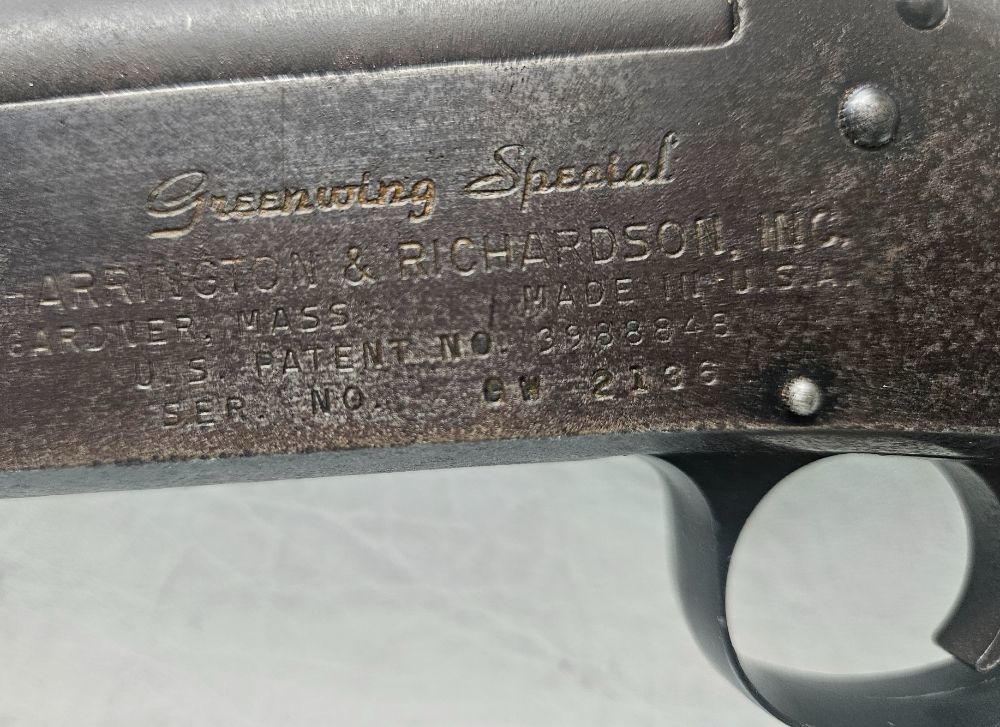 Greenwing Special
HARRINGTON & RICHARDSON, INC.
GARDNER, MASS. MADE IN U.S.A.
U.S. PATENT NO. 3988848
SER. NO. GW 2136